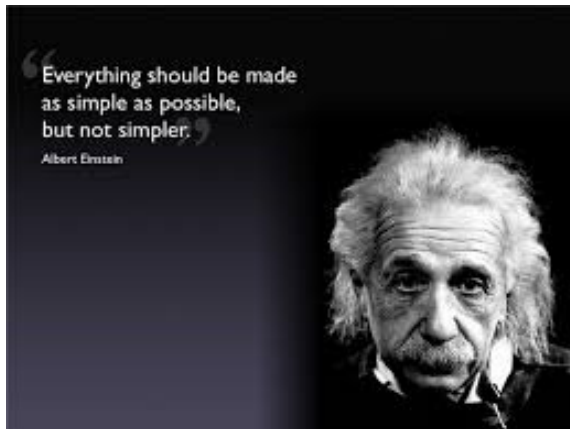 “Everything should be made
as simple as possible,
but not simpler.”
Albert Einstein